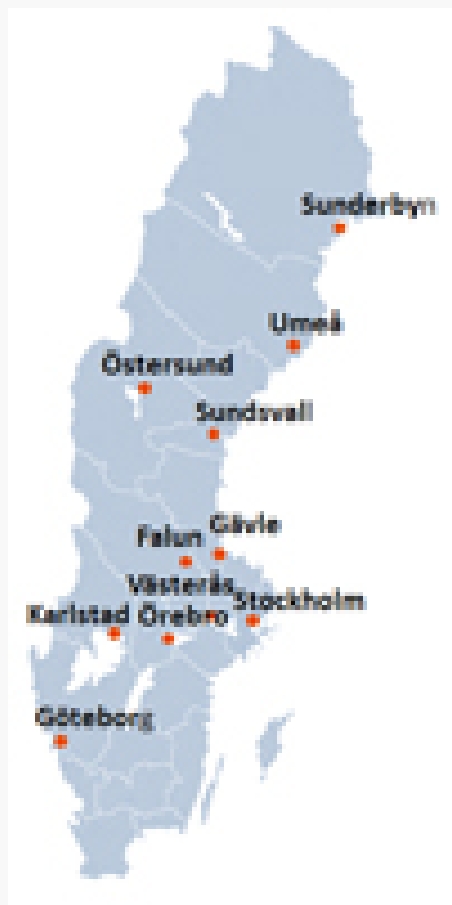 Sunderbyn
Umeå
Östersund
Sundsvall
Falun
Gävle
Västerås
Stockholm
Karlstad
Örebro
Göteborg